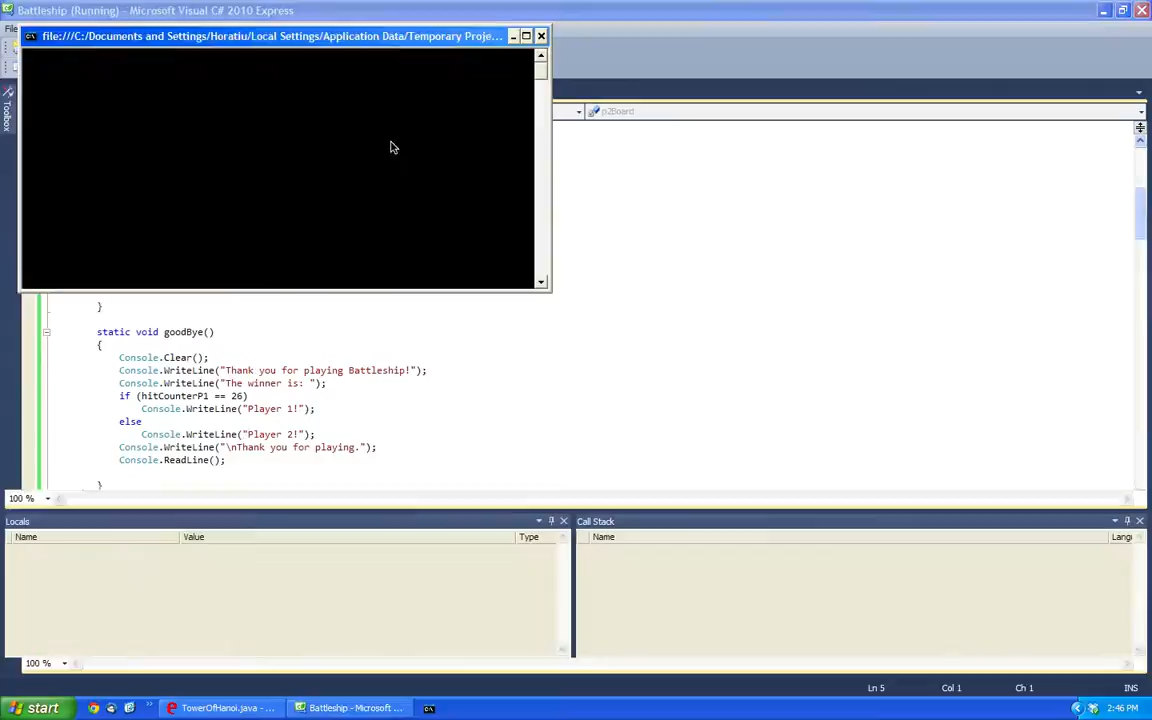 Battleship (Running) - Microsoft Visual C# 2010 Express
file:///C:/Documents and Settings/Horatiu/Local Settings/Application Data/Temporary Proje...
Toolbox
p2Board
}
static void goodBye()
{
Console.Clear();
Console.WriteLine("Thank you for playing Battleship!");
Console.WriteLine("The winner is: ");
if (hitCounterP1 == 26)
Console.WriteLine("Player 1!");
else
Console.WriteLine("Player 2!");
Console.WriteLine("\nThank you for playing.");
Console.ReadLine();
}
100 %
Locals
Call Stack
Name Value Type
Name Langu
100 %
Ln 5 Col 1 Ch 1 INS
start TowerOfHanoi.java - ... Battleship - Microsoft ... 2:46 PM